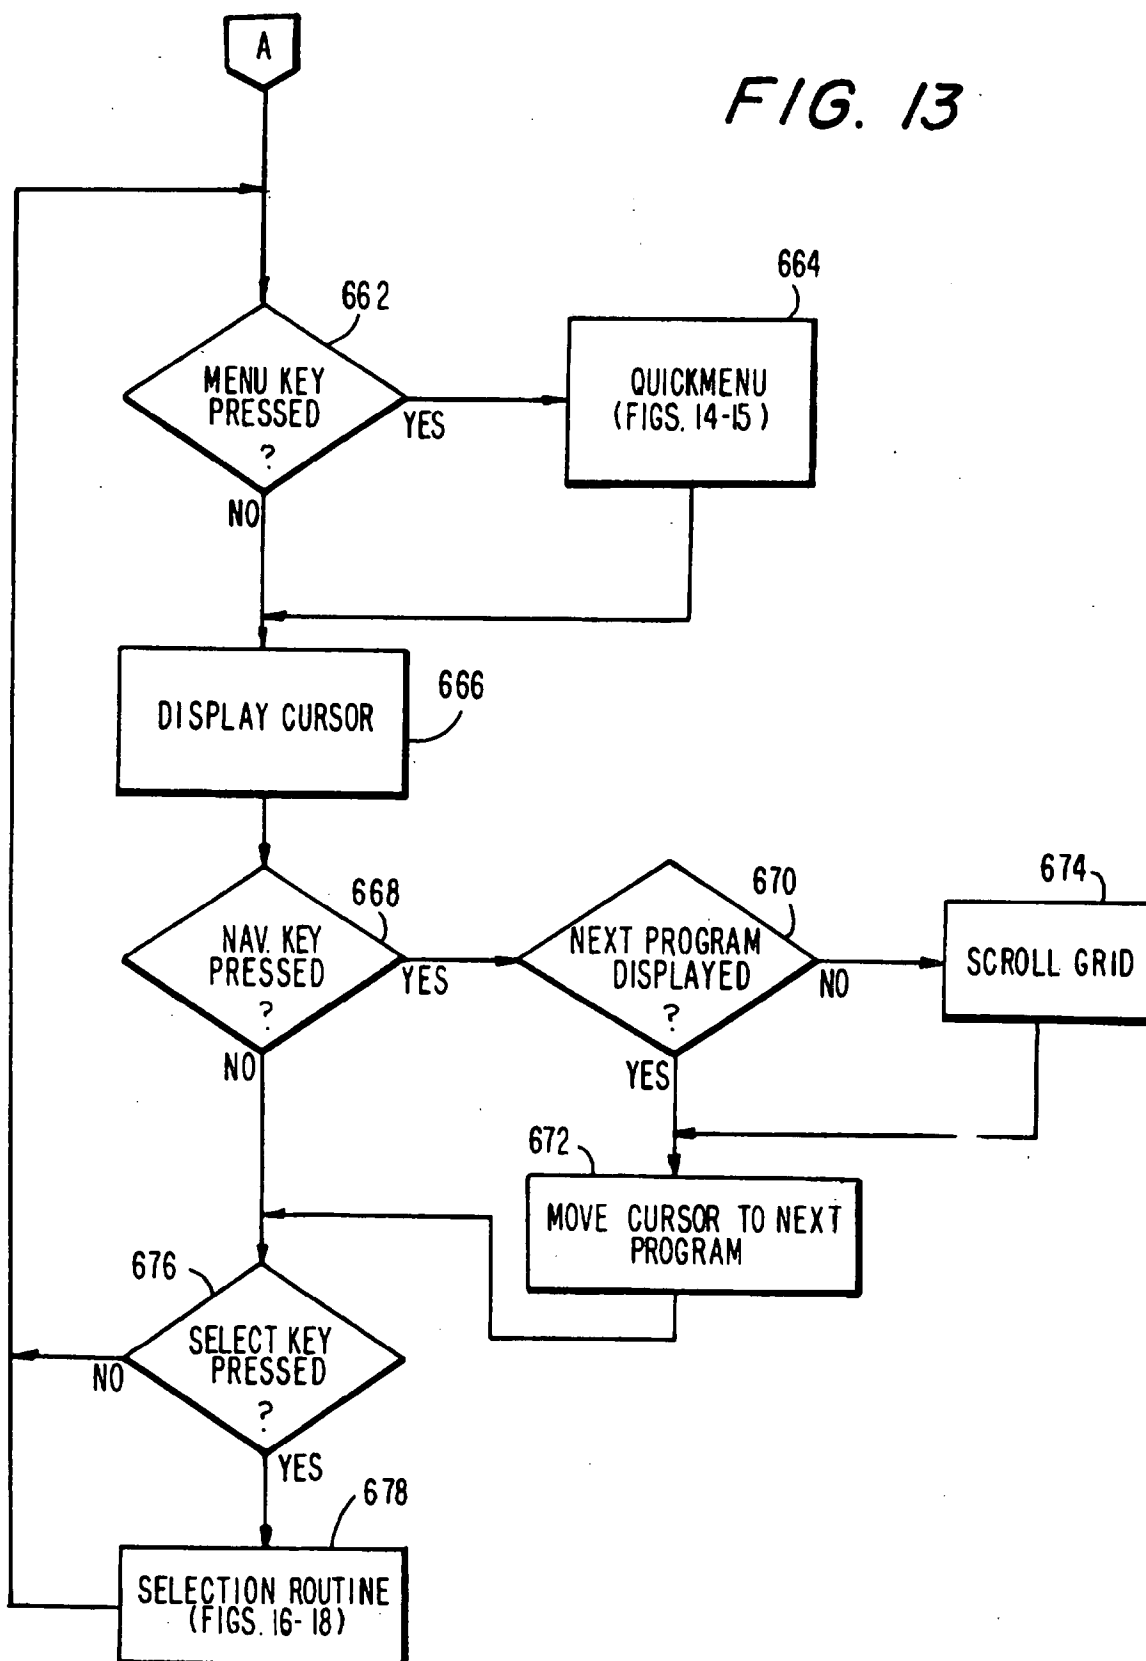 A
FIG. 13
662
664
MENU KEY
PRESSED
?
YES
NO
QUICKMENU
(FIGS. 14-15)
DISPLAY CURSOR
666
668
670
674
NAV. KEY
PRESSED
?
YES
NO
NEXT PROGRAM
DISPLAYED
?
NO
YES
SCROLL GRID
672
MOVE CURSOR TO NEXT
PROGRAM
676
SELECT KEY
PRESSED
?
NO
YES
678
SELECTION ROUTINE
(FIGS. 16-18)